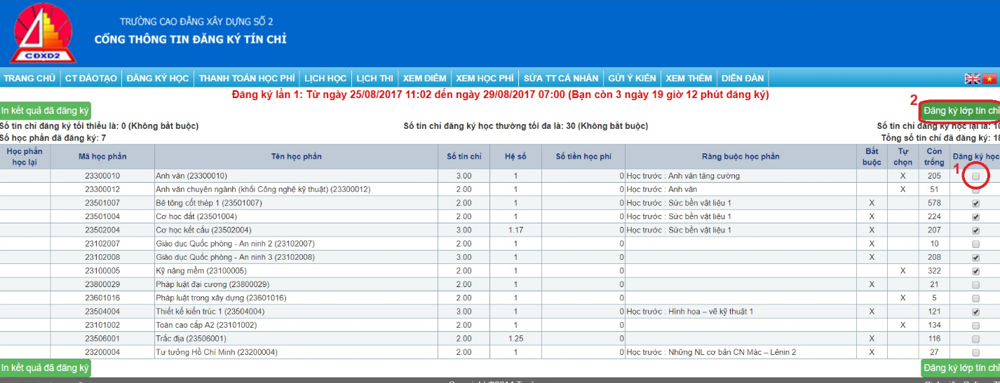 TRƯỜNG CAO ĐẲNG XÂY DỰNG SỐ 2
CỔNG THÔNG TIN ĐĂNG KÝ TÍN CHỈ
CĐXD2
TRANG CHỦ CT ĐÀOTẠO ĐĂNG KÝ HỌC THANH TOÁN HỌC PHÍ LỊCH HỌC LỊCH THI XEM ĐIỂM XEM HỌC PHÍ SỬA TT CÁ NHÂN GỬI Ý KIẾN XEM THÊM DIỄN ĐÀN
Đăng ký lần 1: Từ ngày 25/08/2017 11:02 đến ngày 29/08/2017 07:00 (Bạn còn 3 ngày 19 giờ 12 phút đăng ký)
In kết quả đã đăng ký 2 Đăng ký lớp tín chỉ
Số tín chỉ đăng ký tối thiểu là: 0 (Không bắt buộc) Số tín chỉ đăng ký học thường tối đa là: 30 (Không bắt buộc) Số tín chỉ đăng ký học lại là: 10
Số học phần đã đăng ký: 7 Tổng số tín chỉ đã đăng ký: 18
Học phần học lại Mã học phần Tên học phần Số tín chỉ Hệ số Số tiền học phí Ràng buộc học phần Bắt buộc Tự chọn Còn trống Đăng ký học
23300010 Anh văn (23300010) 3.00 1 0 Học trước : Anh văn tăng cường X 205 1
23300012 Anh văn chuyên ngành (khối Công nghệ kỹ thuật) (23300012) 2.00 1 0 Học trước : Anh văn X 51
23501007 Bê tông cốt thép 1 (23501007) 2.00 1 0 Học trước : Sức bền vật liệu 1 X 578
23501004 Cơ học đất (23501004) 2.00 1 0 Học trước : Sức bền vật liệu 1 X 224
23502004 Cơ học kết cấu (23502004) 3.00 1.17 0 Học trước : Sức bền vật liệu 1 X 207
23102007 Giáo dục Quốc phòng - An ninh 2 (23102007) 2.00 1 0 X 10
23102008 Giáo dục Quốc phòng - An ninh 3 (23102008) 3.00 1 0 X 208
23100005 Kỹ năng mềm (23100005) 2.00 1 0 X 322
23800029 Pháp luật đại cương (23800029) 2.00 1 0 X 21
23601016 Pháp luật trong xây dựng (23601016) 2.00 1 0 X 5
23504004 Thiết kế kiến trúc 1 (23504004) 3.00 1 0 Học trước : Hình họa – vẽ kỹ thuật 1 X 121
23101002 Toán cao cấp A2 (23101002) 2.00 1 0 X 134
23506001 Trắc địa (23506001) 2.00 1.25 0 X 116
23200004 Tư tưởng Hồ Chí Minh (23200004) 2.00 1 0 Học trước : Những NL cơ bản CN Mác – Lênin 2 X 27
In kết quả đã đăng ký Đăng ký lớp tín chỉ